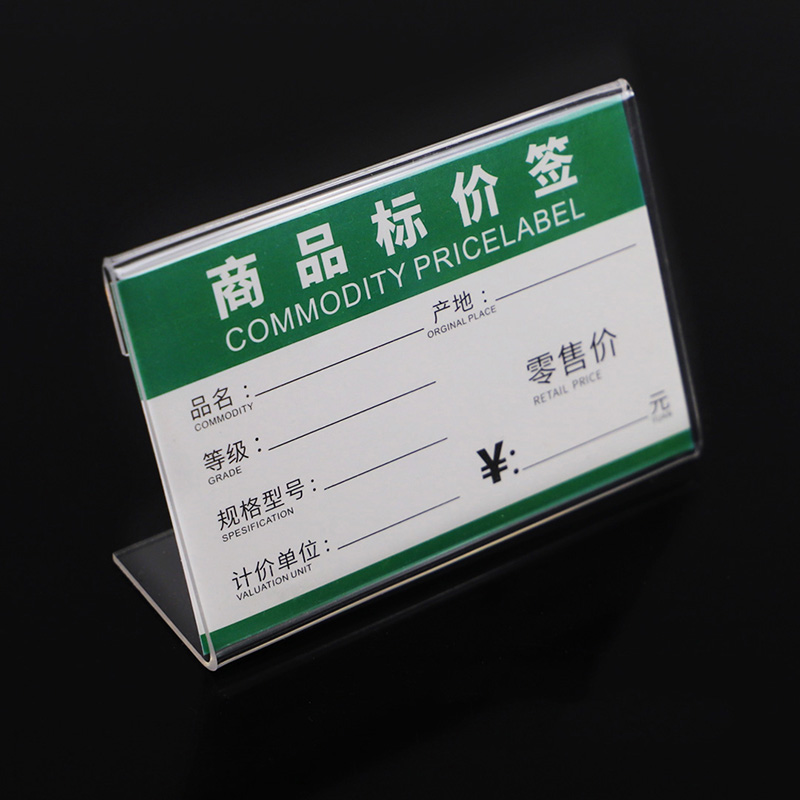 商品标价签
COMMODITY PRICELABEL
品名：
COMMODITY
产地：
ORGINAL PLACE
等级：
GRADE
规格型号：
SPESIFICATION
计价单位：
VALUATION UNIT
零售价
RETAIL PRICE
¥：
元
YUAN